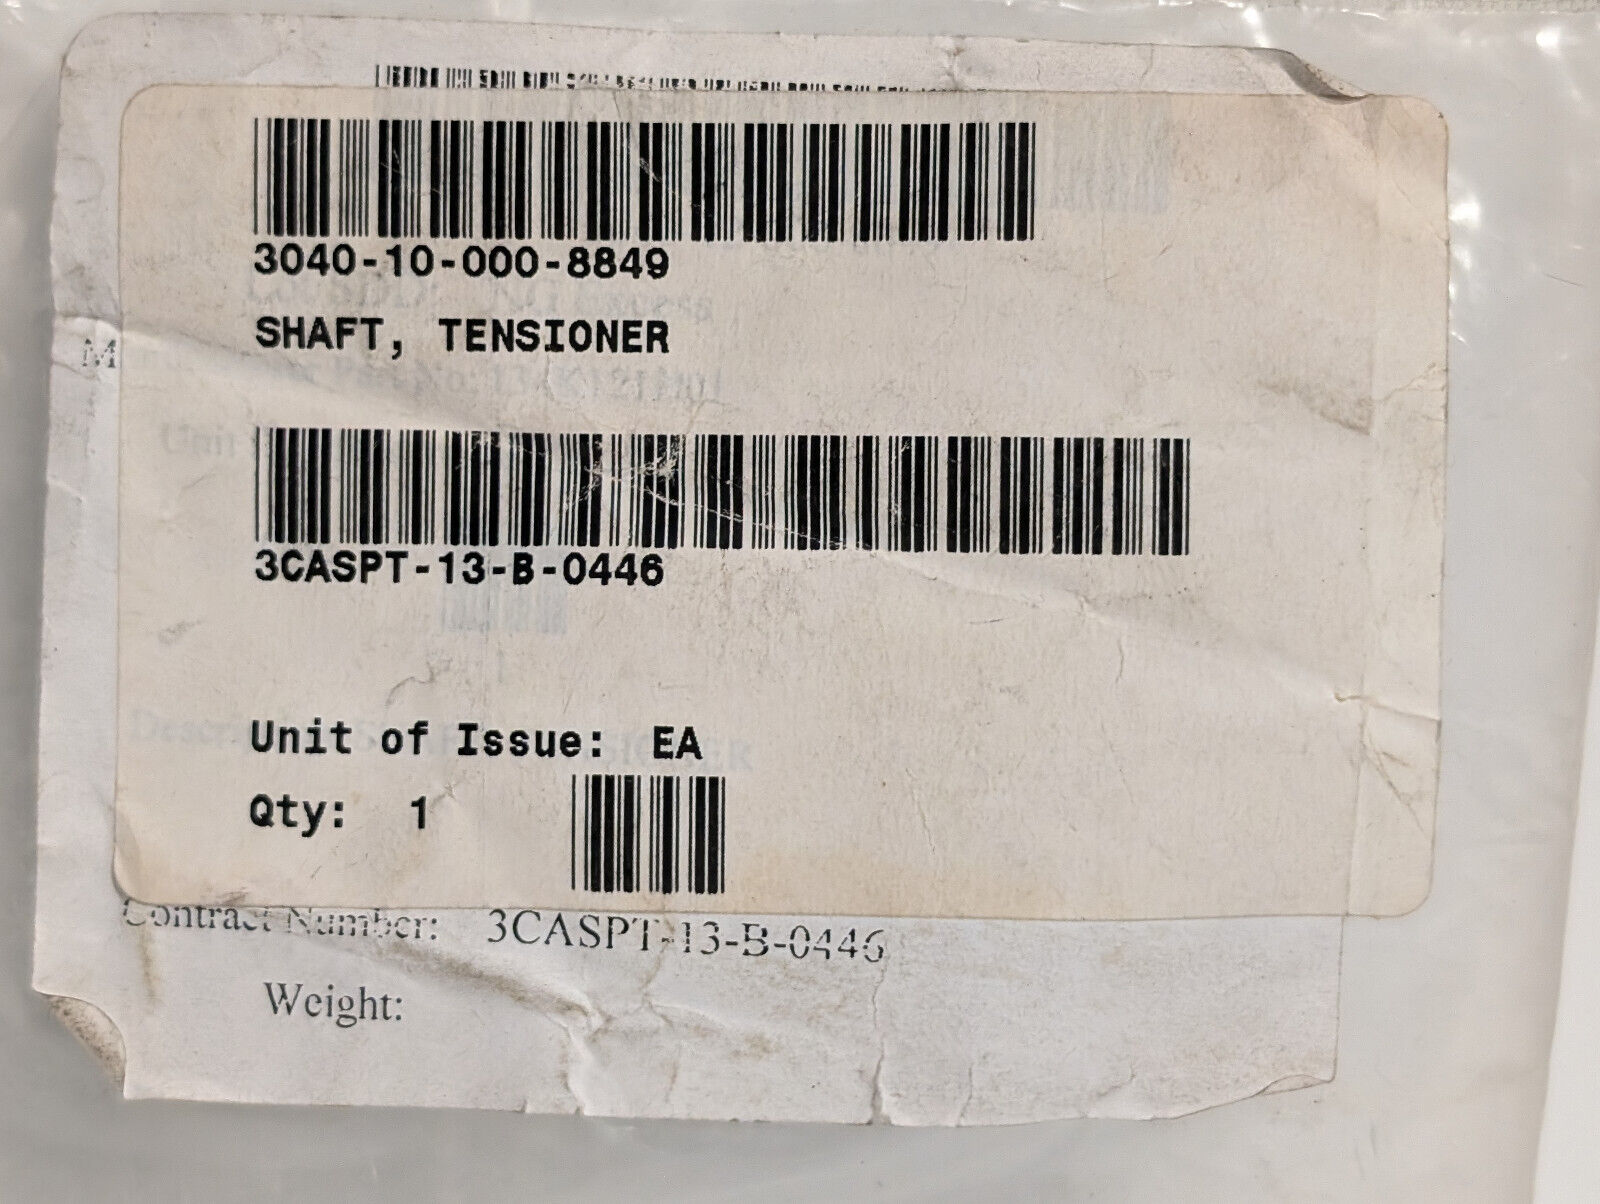 3040-10-000-8849
SHAFT, TENSIONER
M
Unit
3CASPT-13-B-0446
Unit of Issue: EA
Qty: 1
Contract Number: 3CASPT-13-B-0446
Weight: